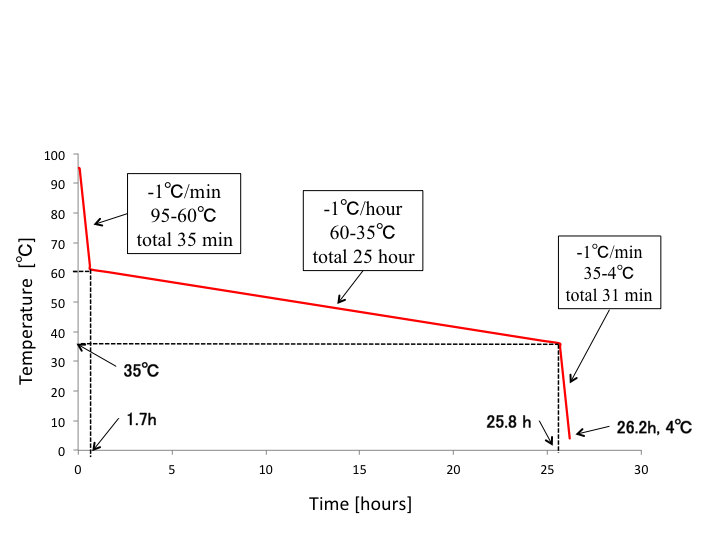 100
90
80
70
60
50
40
30
20
10
0
Temperature [℃]
-1℃/min
95-60℃
total 35 min
-1℃/hour
60-35℃
total 25 hour
-1℃/min
35-4℃
total 31 min
35℃
1.7h
25.8 h
26.2h, 4℃
0 5 10 15 20 25 30
Time [hours]